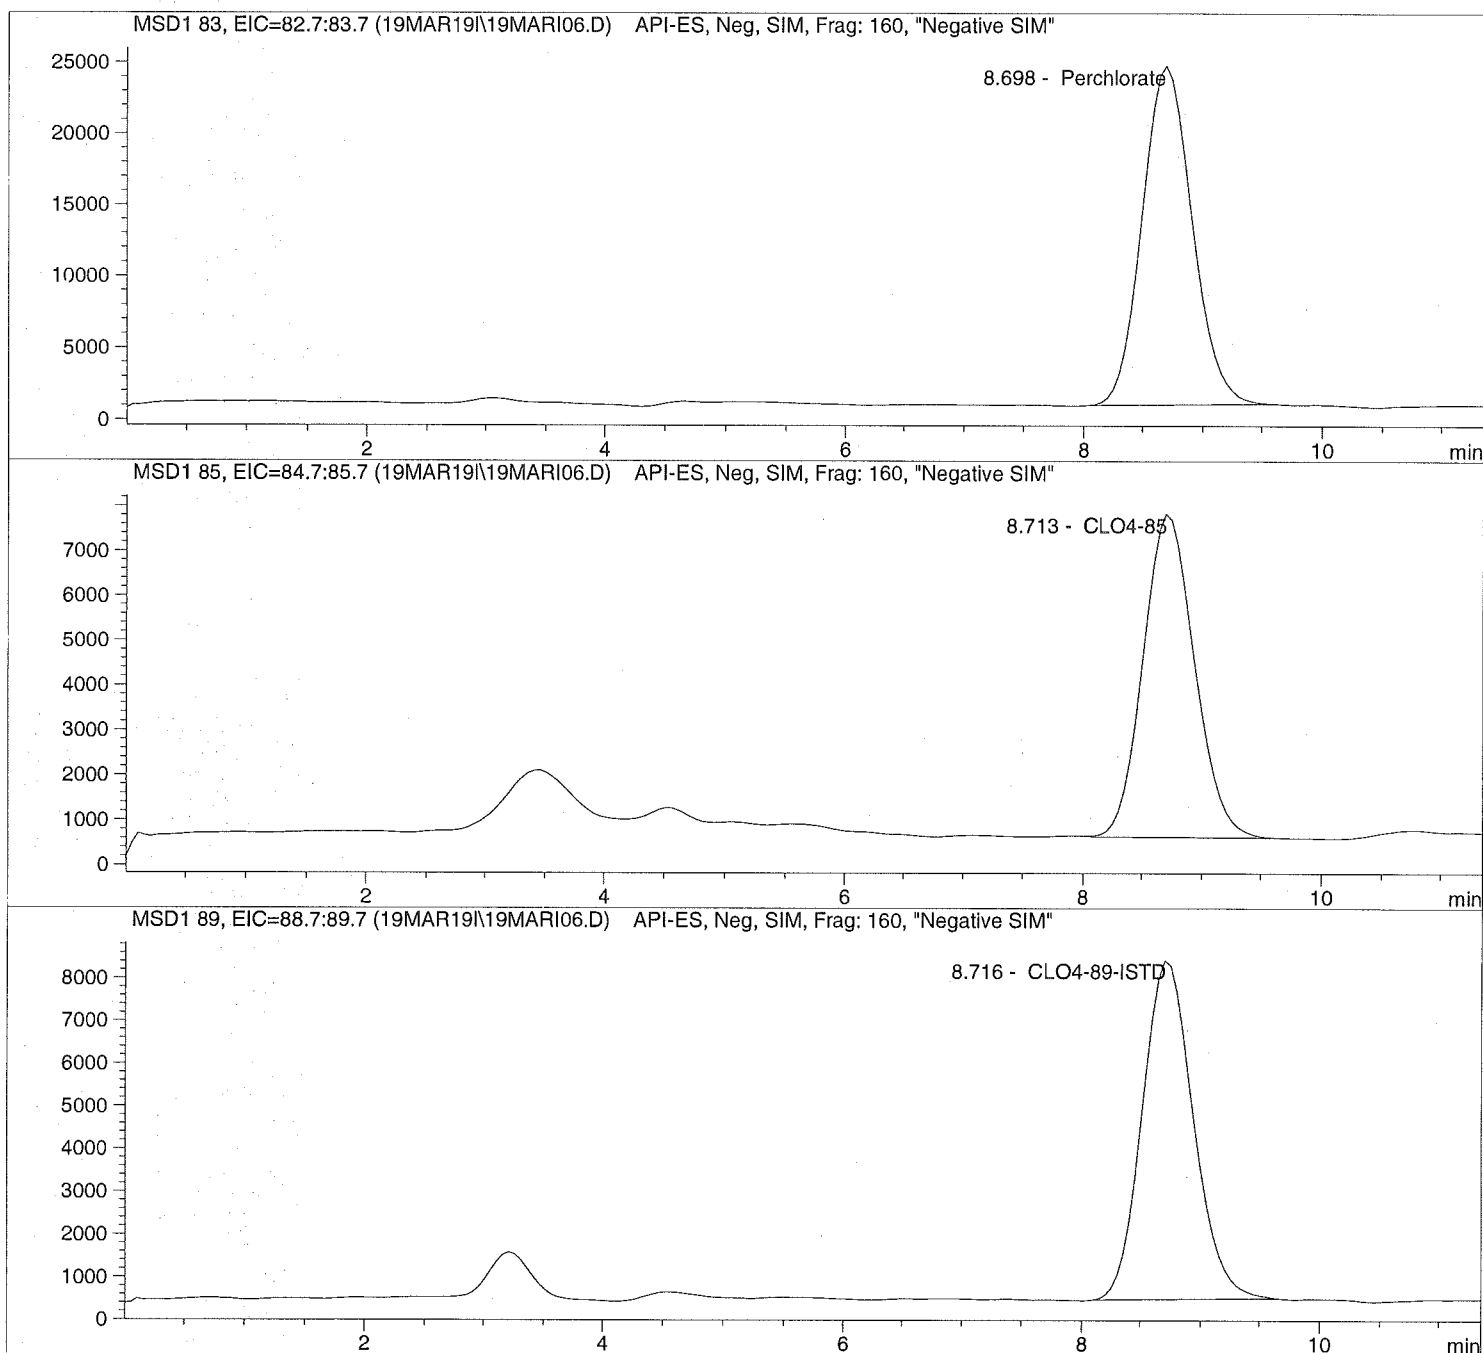 MSD1 83, EIC=82.7:83.7 (19MAR19I\19MARI06.D) API-ES, Neg, SIM, Frag: 160, "Negative SIM"
25000
8.698 - Perchlorate
20000
15000
10000
5000
0
2 4 6 8 10 min
MSD1 85, EIC=84.7:85.7 (19MAR19I\19MARI06.D) API-ES, Neg, SIM, Frag: 160, "Negative SIM"
8.713 - CLO4-85
7000
6000
5000
4000
3000
2000
1000
0
2 4 6 8 10 min
MSD1 89, EIC=88.7:89.7 (19MAR19I\19MARI06.D) API-ES, Neg, SIM, Frag: 160, "Negative SIM"
8.716 - CLO4-89-ISTD
8000
7000
6000
5000
4000
3000
2000
1000
0
2 4 6 8 10 min